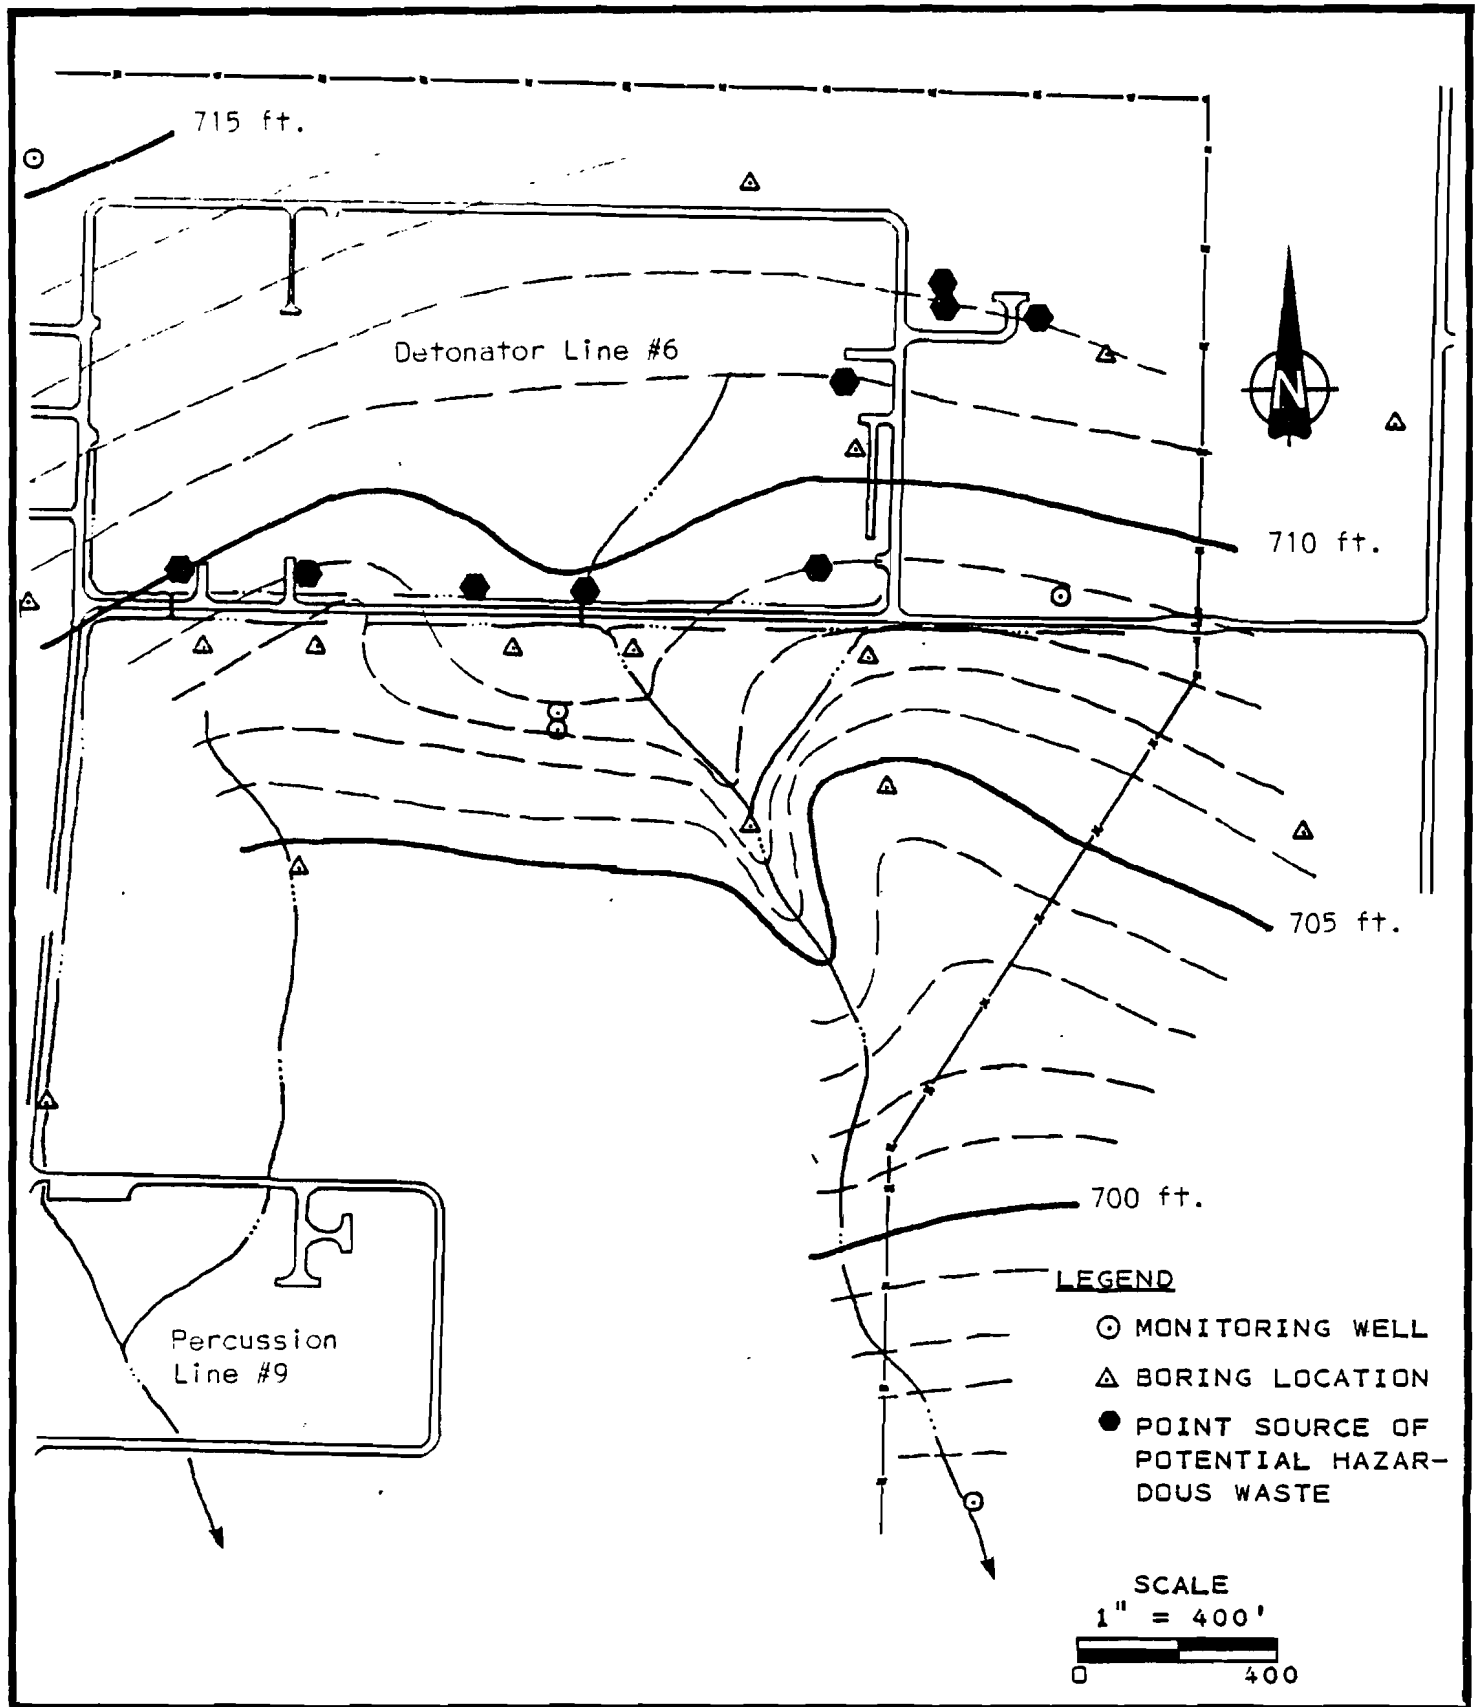 715 ft.
Detonator Line #6
N
710 ft.
705 ft.
700 ft.
LEGEND
MONITORING WELL
BORING LOCATION
POINT SOURCE OF
POTENTIAL HAZAR-
DOUS WASTE
Percussion
Line #9
SCALE
1" = 400'
0 400